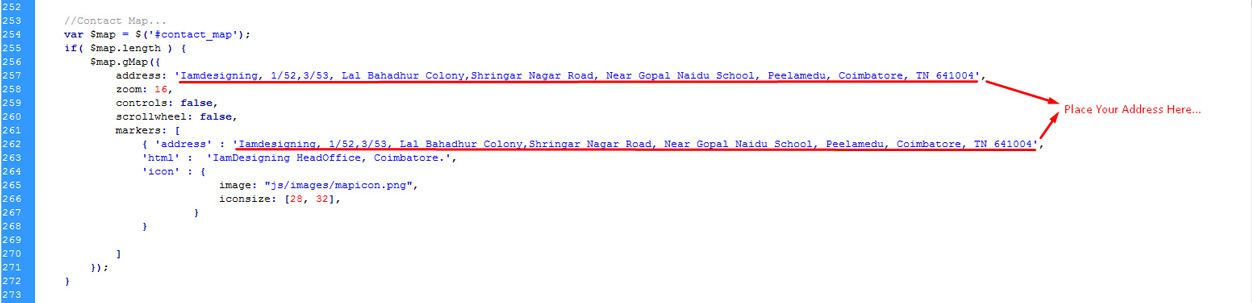 252
253 //Contact Map...
254 var $map = $('#contact_map');
255 if( $map.length ) {
256 $map.gMap({
257 address: 'Iamdesigning, 1/52,3/53, Lal Bahadhur Colony,Shringar Nagar Road, Near Gopal Naidu School, Peelamedu, Coimbatore, TN 641004',
258 zoom: 16,
259 controls: false,
Place Your Address Here...
260 scrollwheel: false,
261 markers: [
262 { 'address' : 'Iamdesigning, 1/52,3/53, Lal Bahadhur Colony,Shringar Nagar Road, Near Gopal Naidu School, Peelamedu, Coimbatore, TN 641004',
263 'html' : 'IamDesigning HeadOffice, Coimbatore.',
264 'icon' : {
265 image: "js/images/mapicon.png",
266 iconsize: [28, 32],
267 }
268 }
269
270 ]
271 });
272 }
273